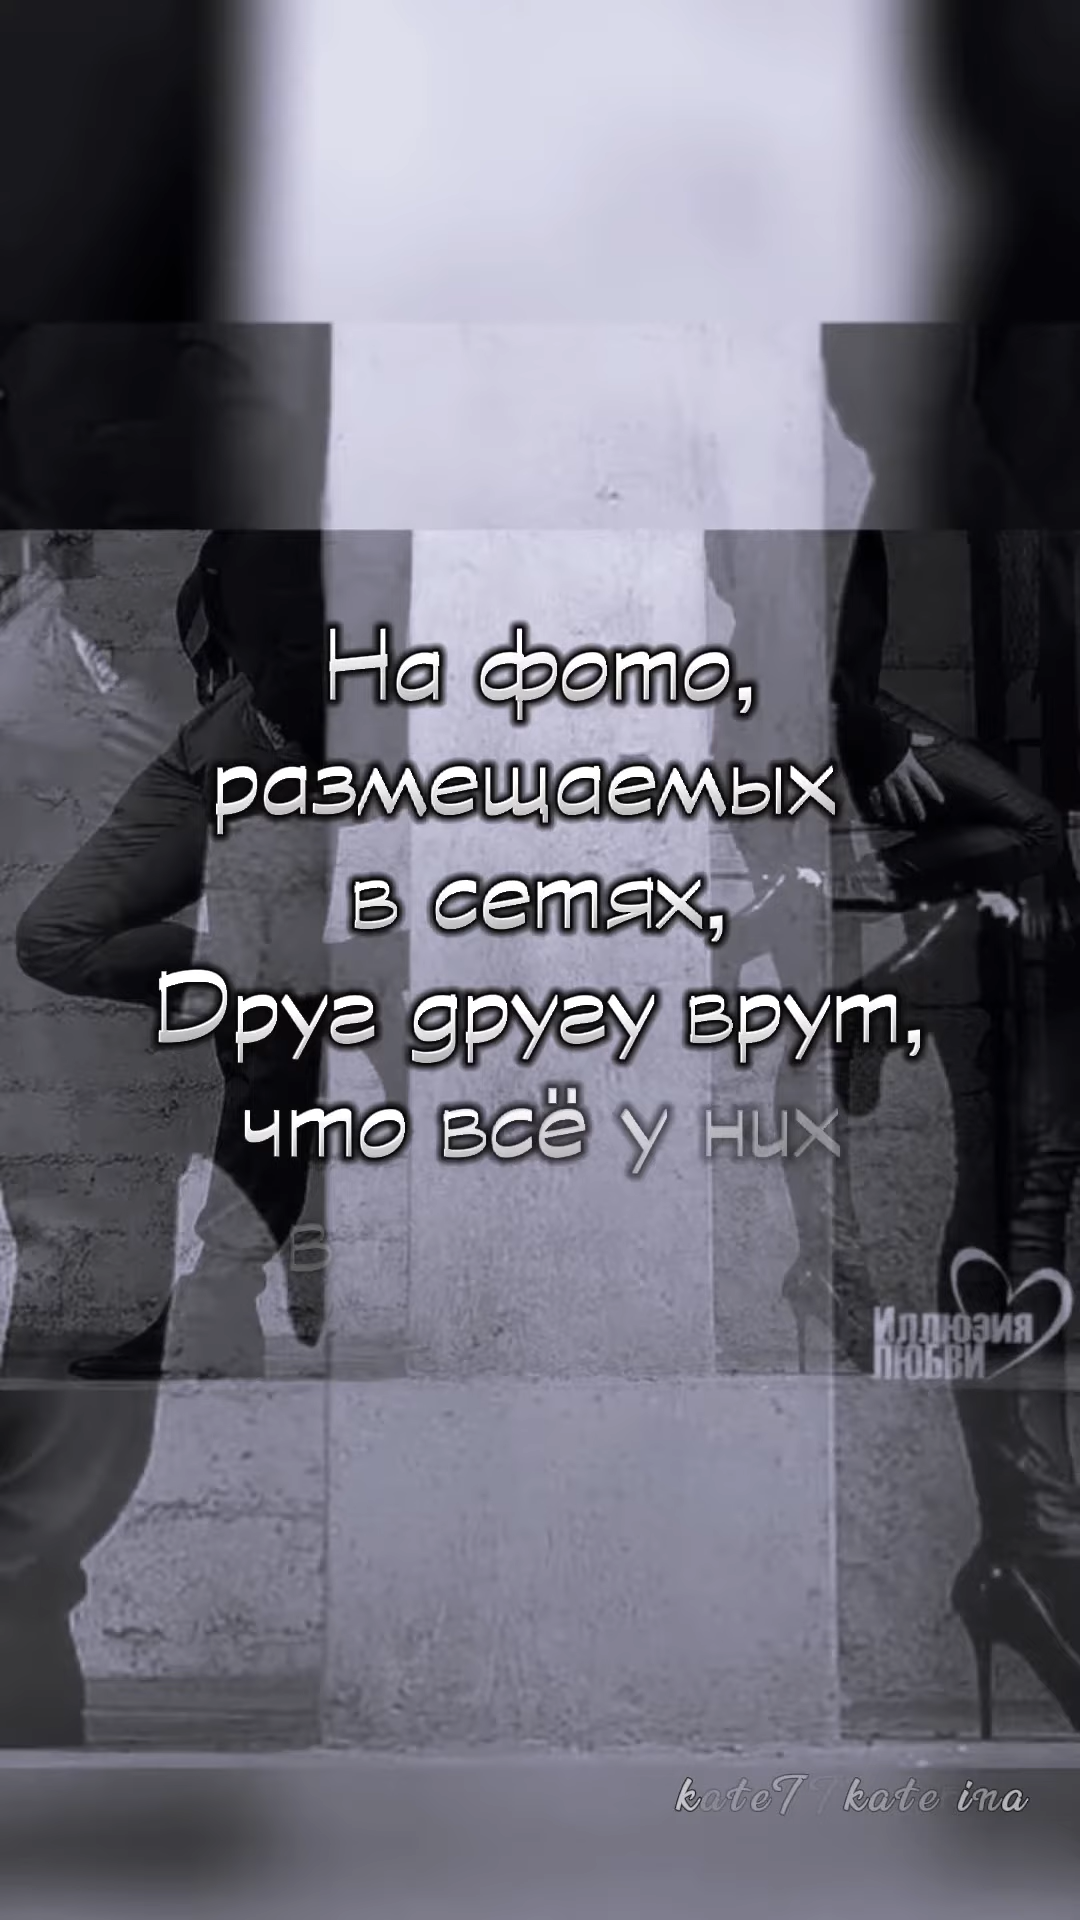 На фото,
размещаемых
в сетях,
Друг другу врут,
что всё у них
в
Иллюзия
любви